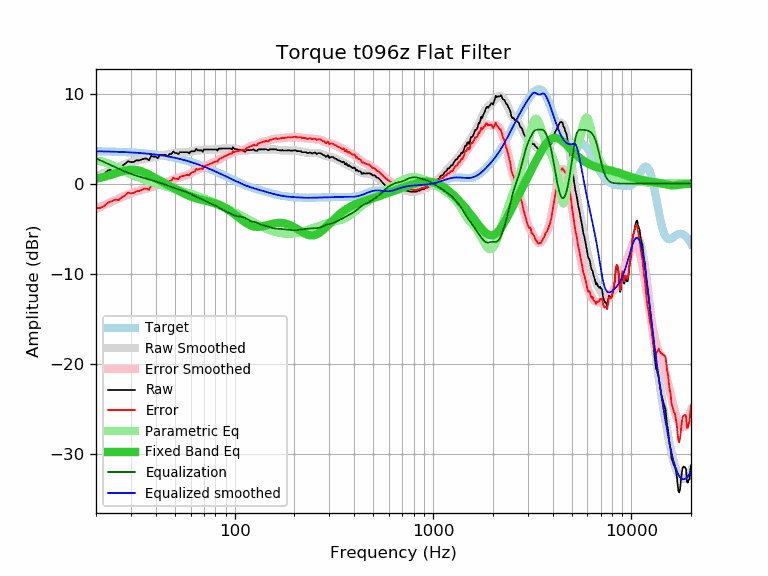 Torque t096z Flat Filter
Amplitude (dBr)
10
0
−10
−20
−30
Target
Raw Smoothed
Error Smoothed
Raw
Error
Parametric Eq
Fixed Band Eq
Equalization
Equalized smoothed
100
1000
10000
Frequency (Hz)